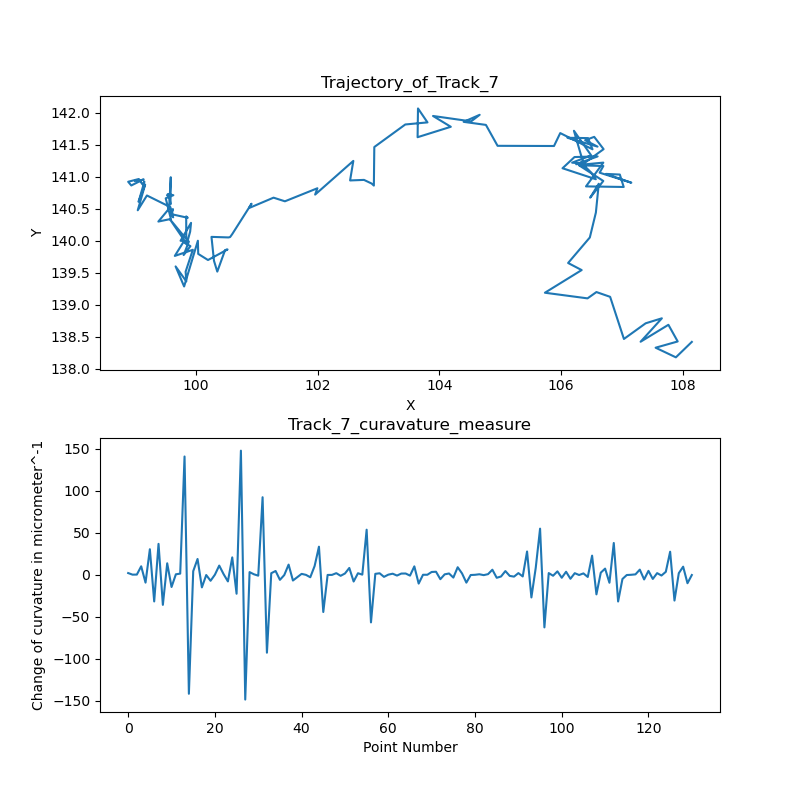 Trajectory_of_Track_7
142.0
141.5
141.0
140.5
140.0
139.5
139.0
138.5
138.0
Y
100 102 104 106 108
X
Track_7_curavature_measure
150
100
50
0
−50
−100
−150
Change of curvature in micrometer^-1
0 20 40 60 80 100 120
Point Number